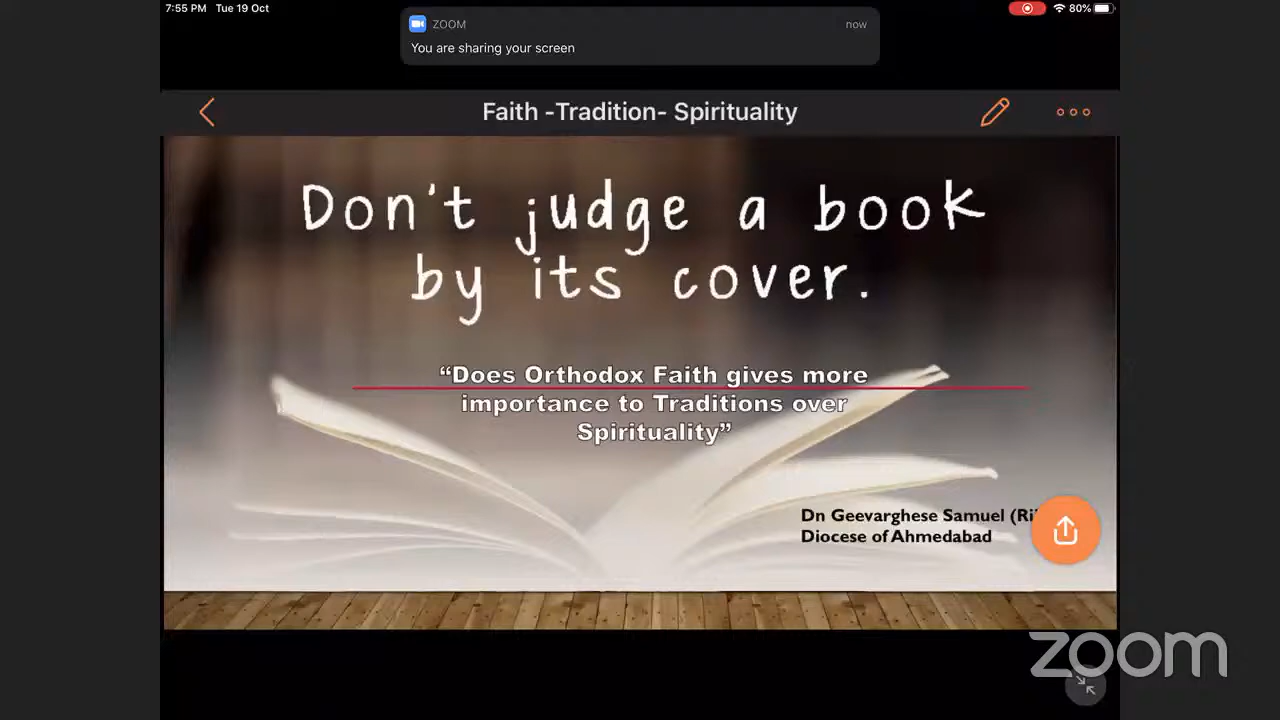 7:55 PM Tue 19 Oct
80%
ZOOM
now
You are sharing your screen
Faith -Tradition- Spirituality
Don't judge a book
by its cover.
“Does Orthodox Faith gives more
importance to Traditions over
Spirituality”
Dn Geevarghese Samuel
Diocese of Ahmedabad
zoom